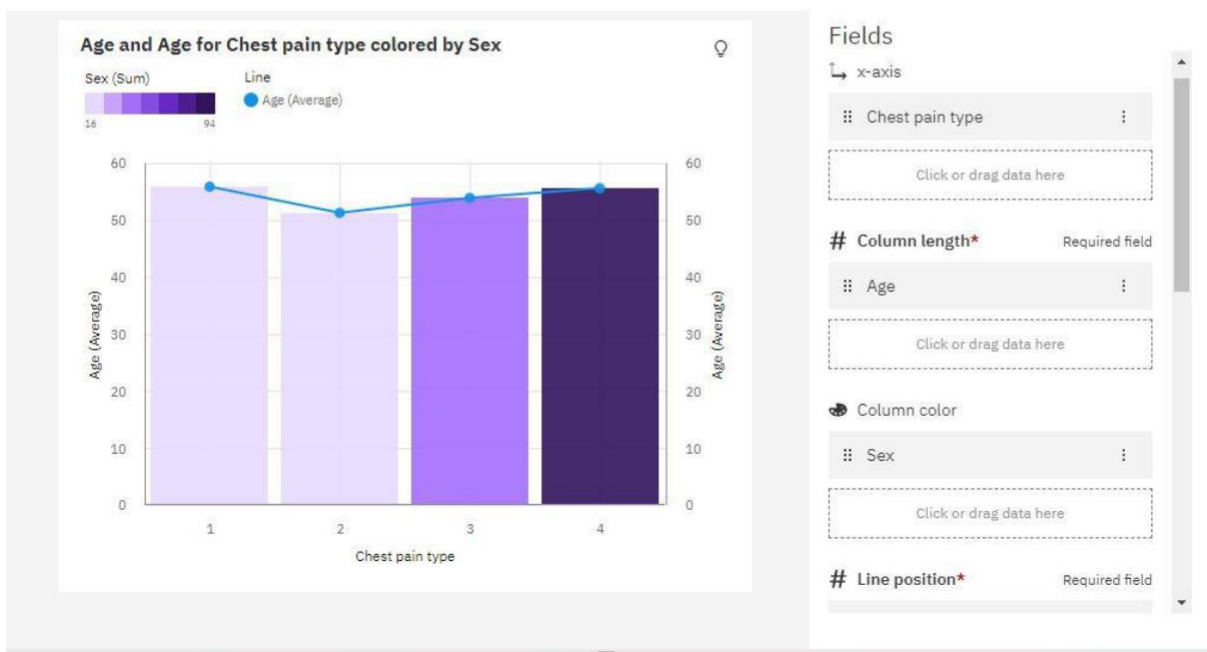 Age and Age for Chest pain type colored by Sex
Sex (Sum)
16 94
Line
Age (Average)
60
50
40
30
20
10
0
Age (Average)
1 2 3 4
Chest pain type
60
50
40
30
20
10
0
Age (Average)
Fields
x-axis
Chest pain type
Click or drag data here
# Column length* Required field
Age
Click or drag data here
Column color
Sex
Click or drag data here
# Line position* Required field